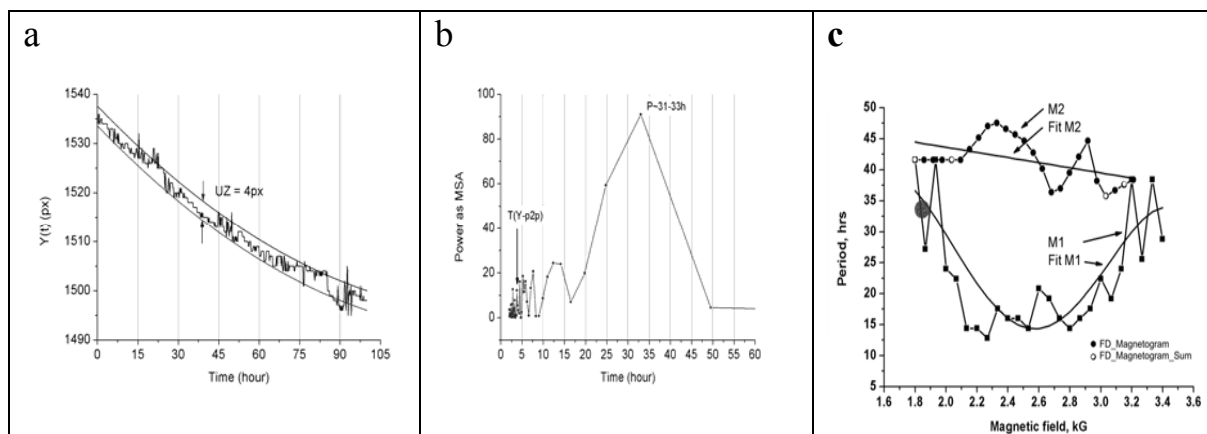 a
1540
1530
1520
1510
1500
1490
Y(t) (px)
UZ = 4px
0 15 30 45 60 75 90 105
Time (hour)
b
100
80
60
40
20
0
Power as MSA
P~31-33h
T(Y-p2p)
0 5 10 15 20 25 30 35 40 45 50 55 60
Time (hour)
c
50
45
40
35
30
25
20
15
10
5
Period, hrs
M2
Fit M2
M1
Fit M1
FD_Magnetogram
FD_Magnetogram_Sum
1.6 1.8 2.0 2.2 2.4 2.6 2.8 3.0 3.2 3.4 3.6
Magnetic field, kG